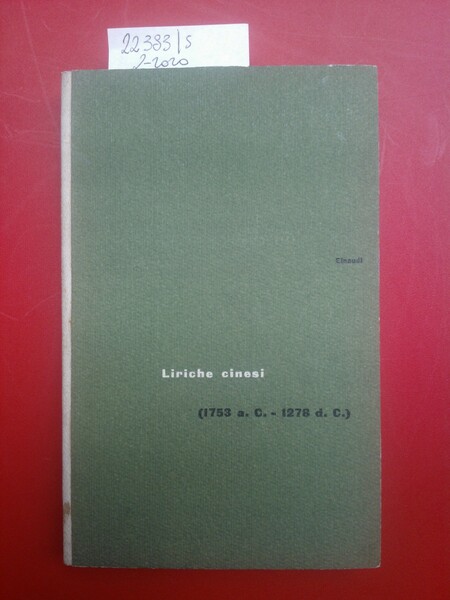 22383/s
2-2020
Einaudi
Liriche cinesi
(1753 a. C. - 1278 d. C.)